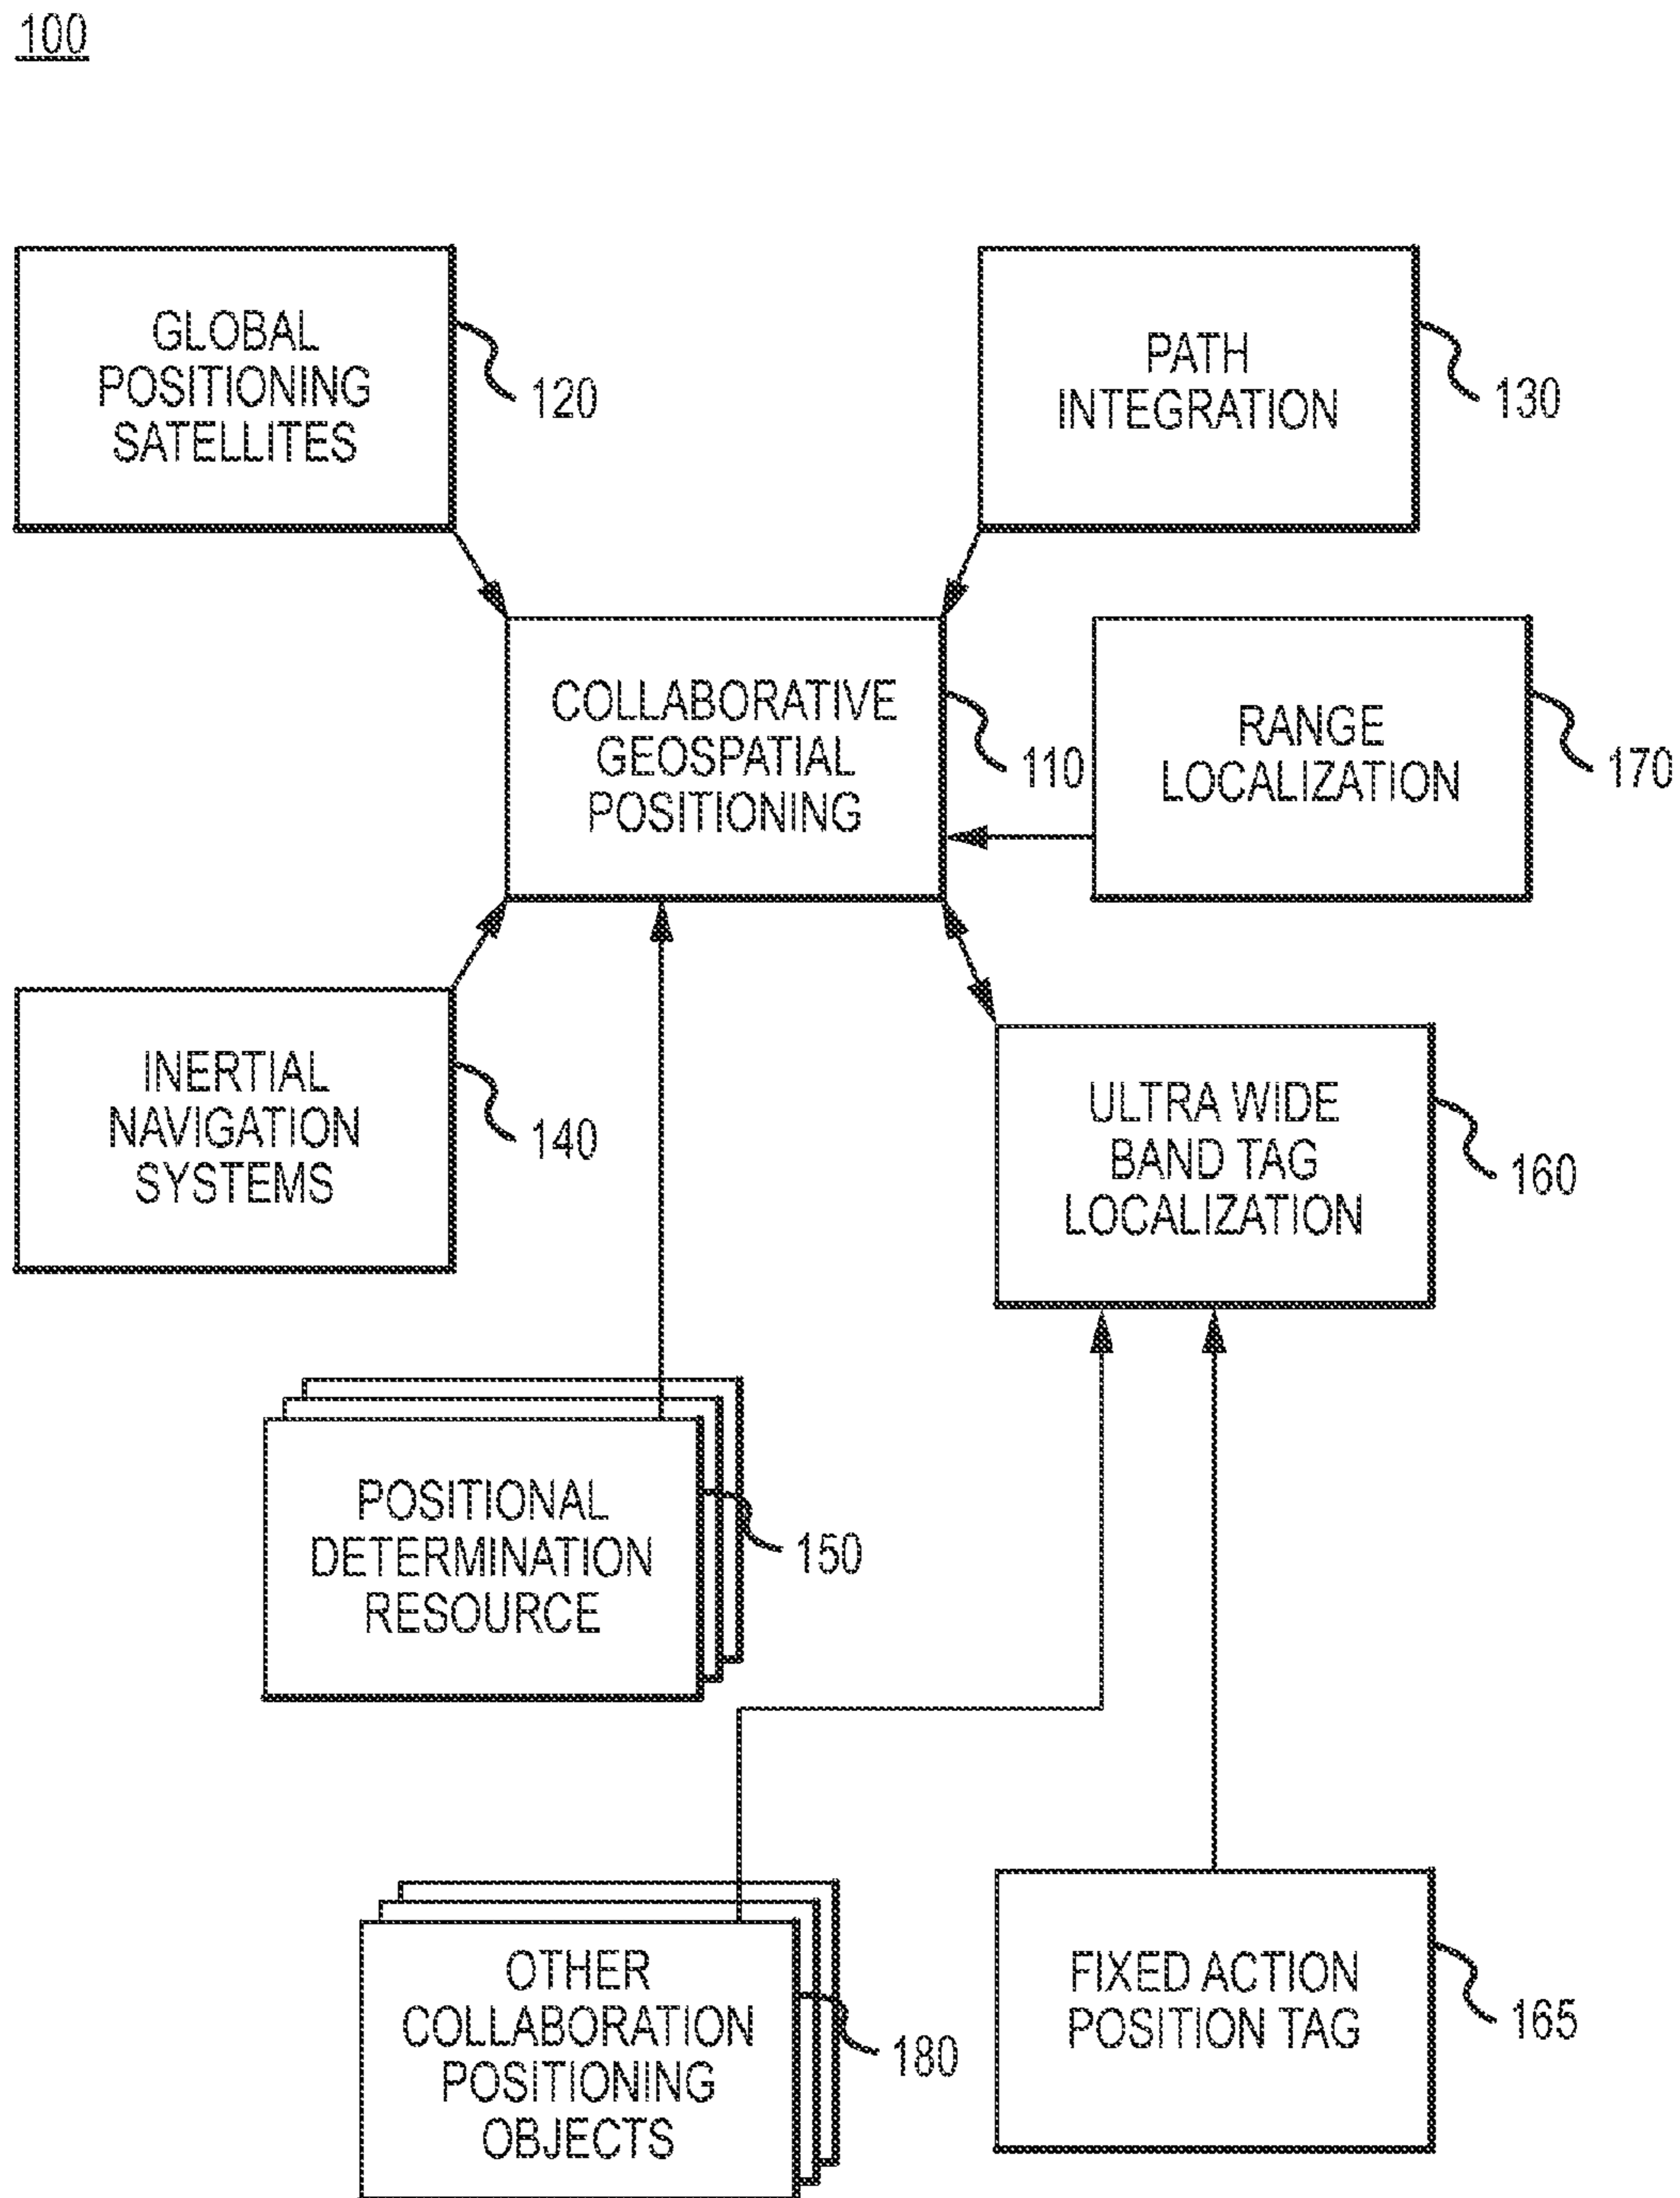 100
GLOBAL
POSITIONING
SATELLITES
120
PATH
INTEGRATION
130
COLLABORATIVE
GEOSPATIAL
POSITIONING
110
RANGE
LOCALIZATION
170
INERTIAL
NAVIGATION
SYSTEMS
140
ULTRA WIDE
BAND TAG
LOCALIZATION
160
POSITIONAL
DETERMINATION
RESOURCE
150
OTHER
COLLABORATION
POSITIONING
OBJECTS
180
FIXED ACTION
POSITION TAG
165